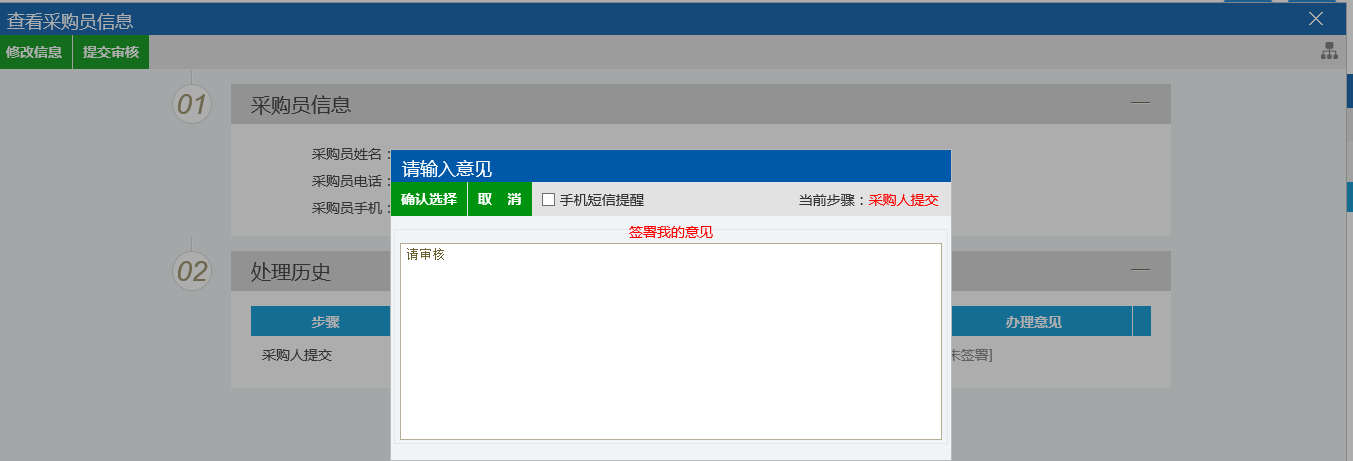 查看采购员信息
修改信息 提交审核
01 采购员信息
采购员姓名：
采购员电话：
采购员手机：
请输入意见
确认选择 取 消 手机短信提醒 当前步骤：采购人提交
签署我的意见
请审核
02 处理历史
步骤 办理意见
采购人提交 未签署]